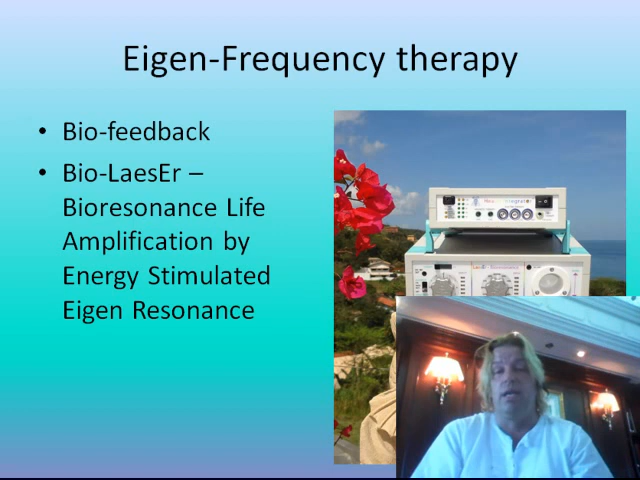 Eigen-Frequency therapy
• Bio-feedback
• Bio-LaesEr –
Bioresonance Life
Amplification by
Energy Stimulated
Eigen Resonance